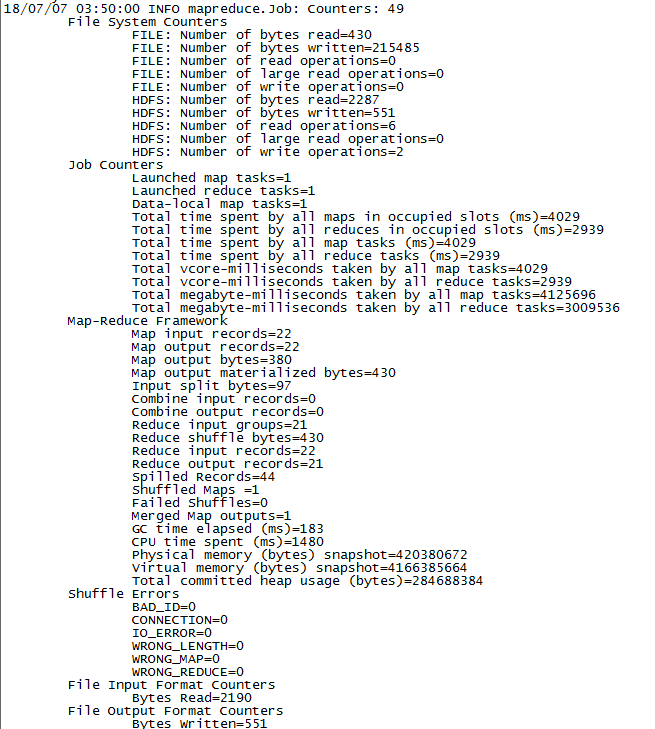 18/07/07 03:50:00 INFO mapreduce.Job: Counters: 49
File System Counters
FILE: Number of bytes read=430
FILE: Number of bytes written=215485
FILE: Number of read operations=0
FILE: Number of large read operations=0
FILE: Number of write operations=0
HDFS: Number of bytes read=2287
HDFS: Number of bytes written=551
HDFS: Number of read operations=6
HDFS: Number of large read operations=0
HDFS: Number of write operations=2
Job Counters
Launched map tasks=1
Launched reduce tasks=1
Data-local map tasks=1
Total time spent by all maps in occupied slots (ms)=4029
Total time spent by all reduces in occupied slots (ms)=2939
Total time spent by all map tasks (ms)=4029
Total time spent by all reduce tasks (ms)=2939
Total vcore-milliseconds taken by all map tasks=4029
Total vcore-milliseconds taken by all reduce tasks=2939
Total megabyte-milliseconds taken by all map tasks=4125696
Total megabyte-milliseconds taken by all reduce tasks=3009536
Map-Reduce Framework
Map input records=22
Map output records=22
Map output bytes=380
Map output materialized bytes=430
Input split bytes=97
Combine input records=0
Combine output records=0
Reduce input groups=21
Reduce shuffle bytes=430
Reduce input records=22
Reduce output records=21
Spilled Records=44
Shuffled Maps =1
Failed Shuffles=0
Merged Map outputs=1
GC time elapsed (ms)=183
CPU time spent (ms)=1480
Physical memory (bytes) snapshot=420380672
Virtual memory (bytes) snapshot=4166385664
Total committed heap usage (bytes)=284688384
Shuffle Errors
BAD_ID=0
CONNECTION=0
IO_ERROR=0
WRONG_LENGTH=0
WRONG_MAP=0
WRONG_REDUCE=0
File Input Format Counters
Bytes Read=2190
File Output Format Counters
Bytes Written=551